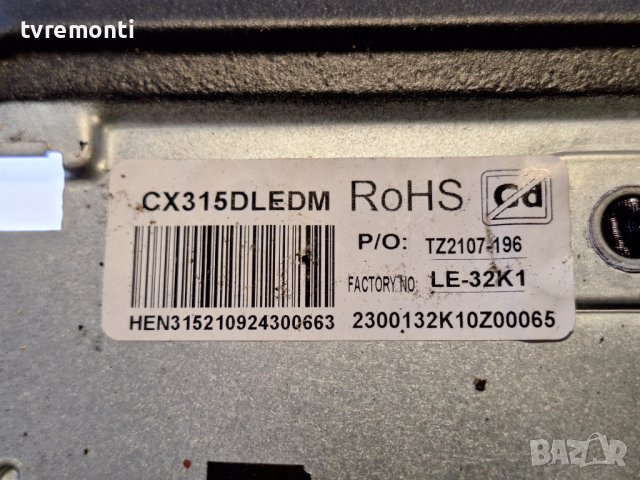 tvremonti
CX315DLEDM RoHS Cd
P/O: TZ2107-196
FACTORY NO: LE-32K1
HEN315210924300663 2300132K10Z00065
BAZAR